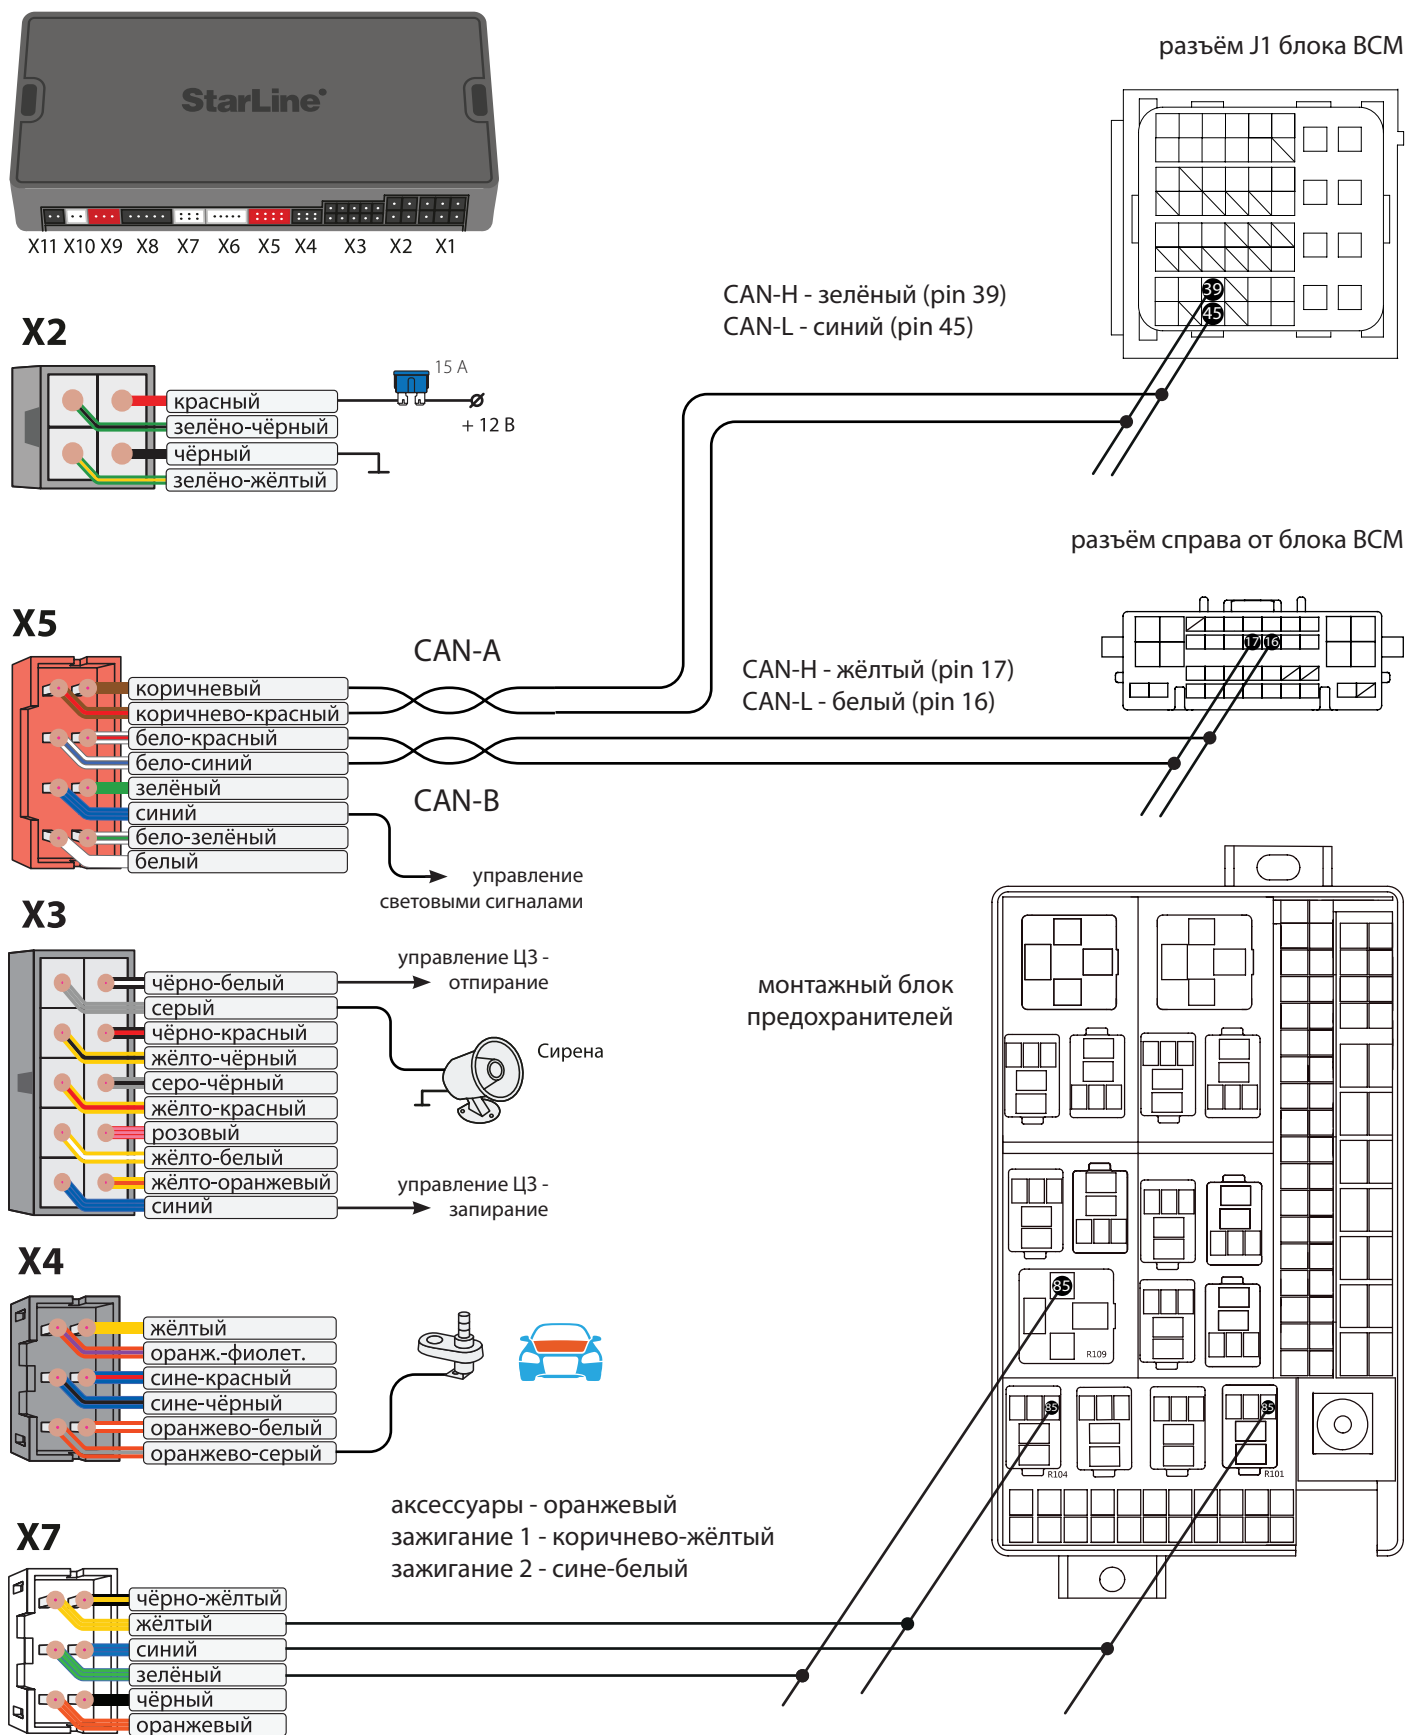 разъём J1 блока BCM
StarLine
X11 X10 X9 X8 X7 X6 X5 X4 X3 X2 X1
CAN-H - зелёный (pin 39)
CAN-L - синий (pin 45)
39
45
X2
15 А
+ 12 В
красный
зелёно-чёрный
чёрный
зелёно-жёлтый
разъём справа от блока BCM
17 16
CAN-H - жёлтый (pin 17)
CAN-L - белый (pin 16)
X5
CAN-A
коричневый
коричнево-красный
бело-красный
бело-синий
зелёный
синий
бело-зелёный
белый
CAN-B
управление
световыми сигналами
X3
чёрно-белый
серый
чёрно-красный
жёлто-чёрный
серо-чёрный
жёлто-красный
розовый
жёлто-белый
жёлто-оранжевый
синий
управление ЦЗ -
отпирание
Сирена
управление ЦЗ -
запирание
монтажный блок
предохранителей
85
R109
85
R104
85
R101
X4
жёлтый
оранж.-фиолет.
сине-красный
сине-чёрный
оранжево-белый
оранжево-серый
аксессуары - оранжевый
зажигание 1 - коричнево-жёлтый
зажигание 2 - сине-белый
X7
чёрно-жёлтый
жёлтый
синий
зелёный
чёрный
оранжевый